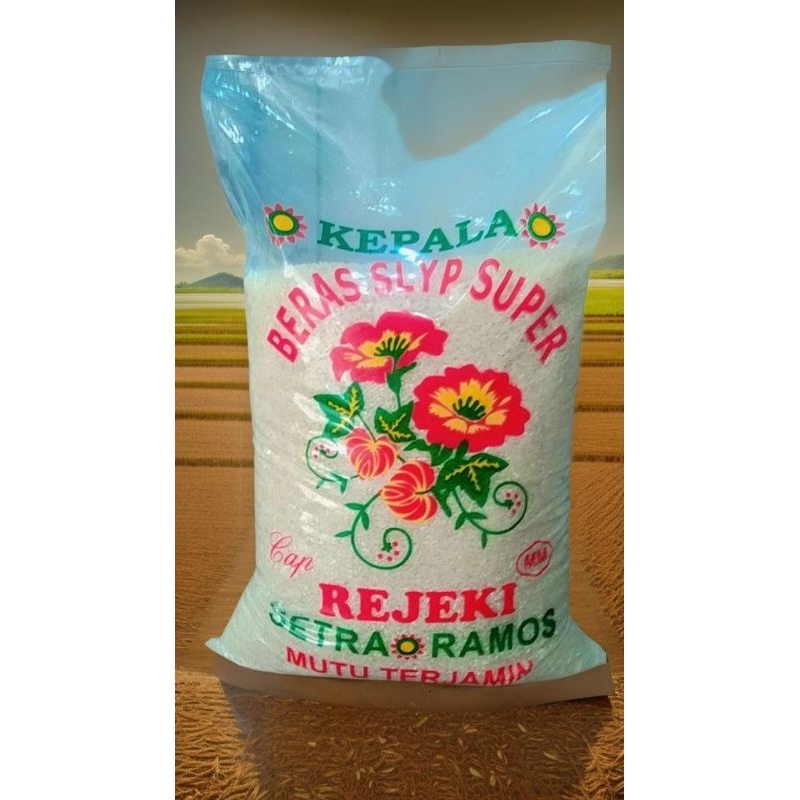 KEPALA
BERAS SLYP SUPER
Cap
MM
REJEKI
SETRA RAMOS
MUTU TERJAMIN